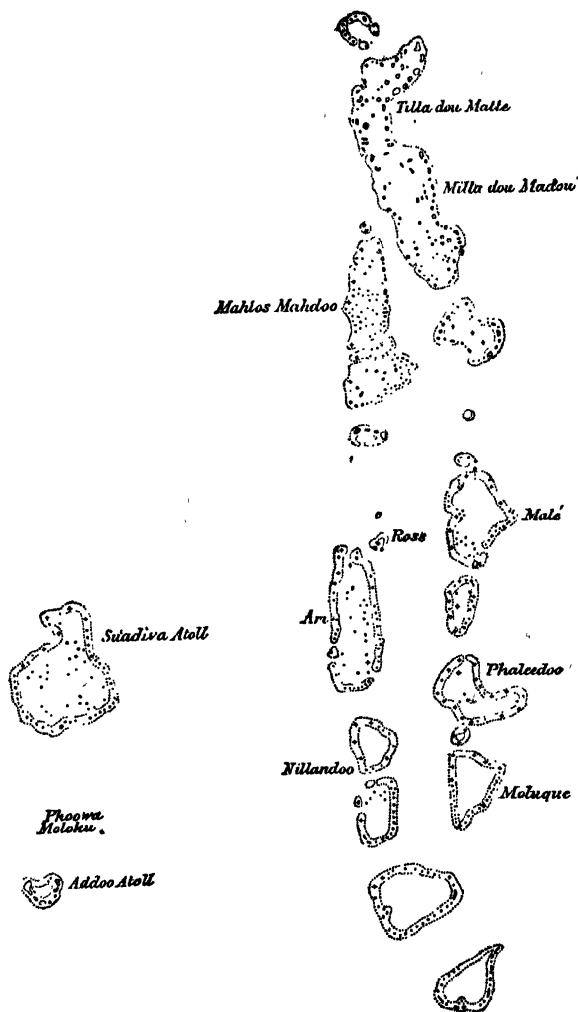 Tilla dou Matte
Milla dou Madou
Mahlos Mahdoo
Malé
Ross
Ari
Suadiva Atoll
Phaleedoo
Nillandoo
Moluque
Phoowa
Moloku.
Addoo Atoll